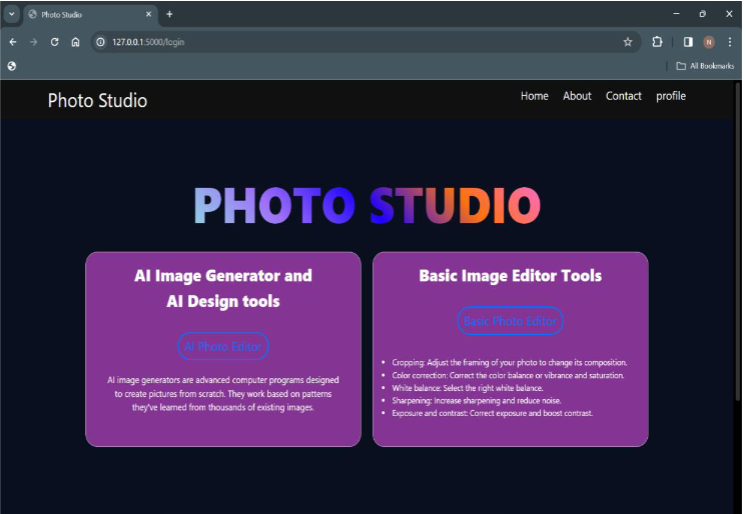 Photo Studio
127.0.0.1:5000/login
N
All Bookmarks
Photo Studio
Home About Contact profile
PHOTO STUDIO
AI Image Generator and
AI Design tools
AI Photo Editor
AI image generators are advanced computer programs designed
to create pictures from scratch. They work based on patterns
they've learned from thousands of existing images.
Basic Image Editor Tools
Basic Photo Editor
• Cropping: Adjust the framing of your photo to change its composition.
• Color correction: Correct the color balance or vibrance and saturation.
• White balance: Select the right white balance.
• Sharpening: Increase sharpening and reduce noise.
• Exposure and contrast: Correct exposure and boost contrast.